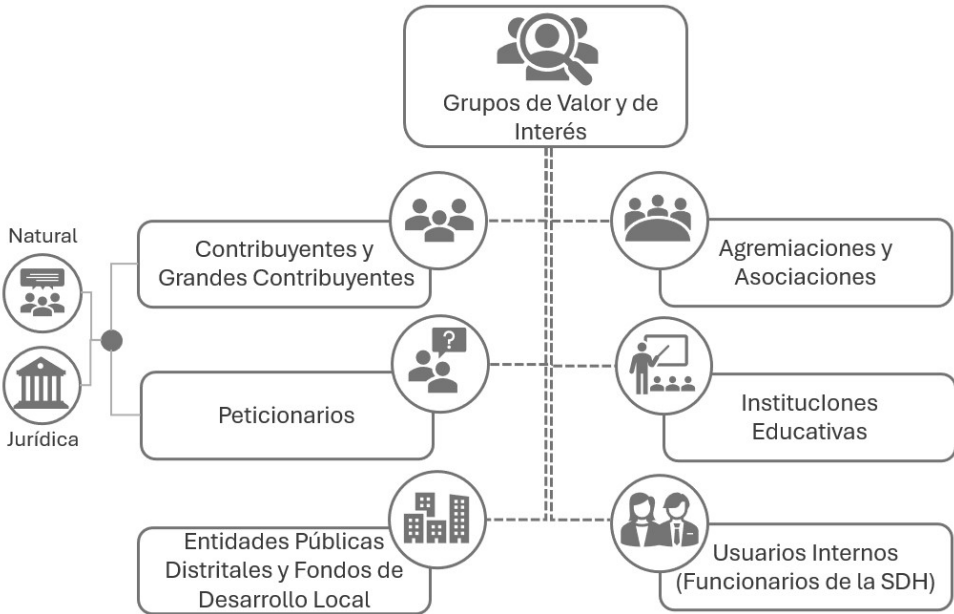 Grupos de Valor y de
Interés
Natural
Jurídica
Contribuyentes y
Grandes Contribuyentes
Agremiaciones y
Asociaciones
?
Peticionarios
InstitucIones
Educativas
Entidades Públicas
Distritales y Fondos de
Desarrollo Local
Usuarios Internos
(Funcionarios de la SDH)